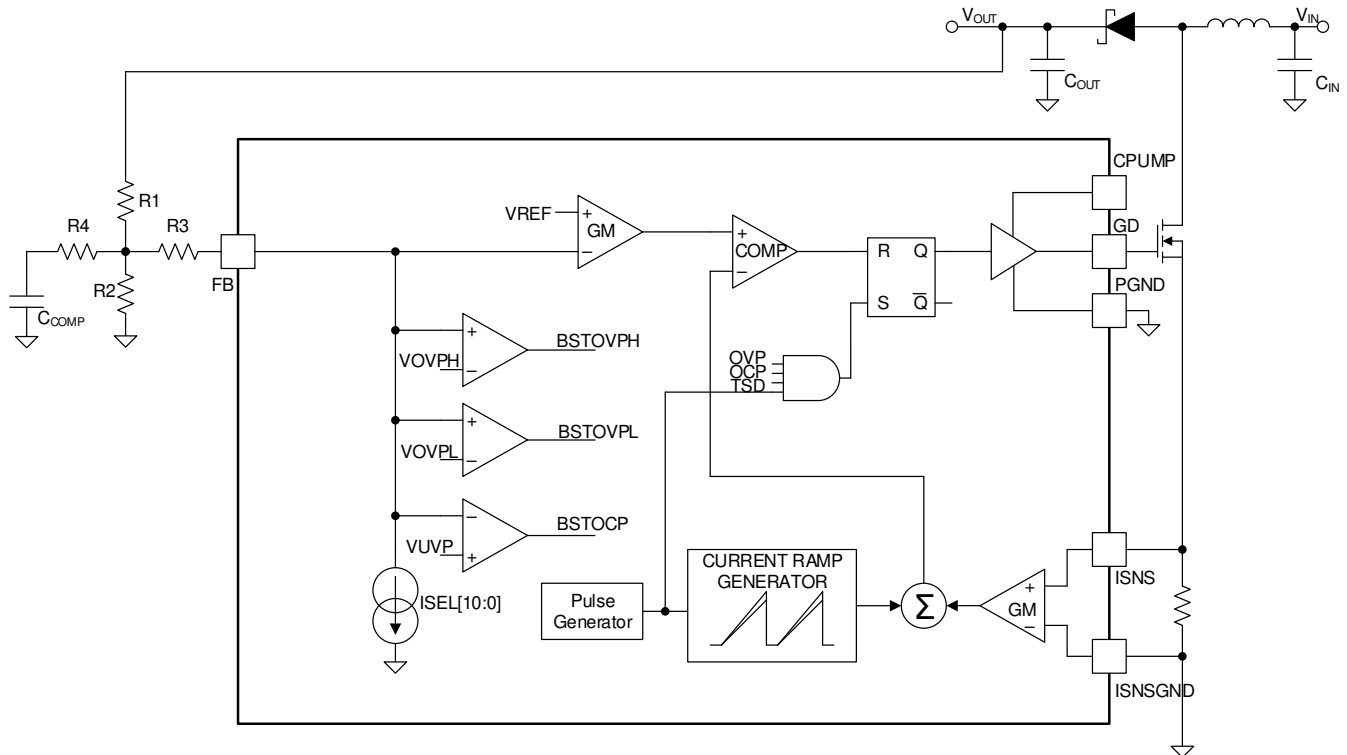 VOUT
VIN
COUT
CIN
CPUMP
R1
R4
R3
VREF
+
GM
−
+
COMP
−
R
Q
S
Q̅
GD
FB
R2
CCOMP
PGND
+
VOVPH
−
BSTOVPH
OVP
OCP
TSD
+
VOVPL
−
BSTOVPL
−
VUVP
+
BSTOCP
ISEL[10:0]
Pulse
Generator
CURRENT RAMP
GENERATOR
Σ
+
GM
−
ISNS
ISNSGND